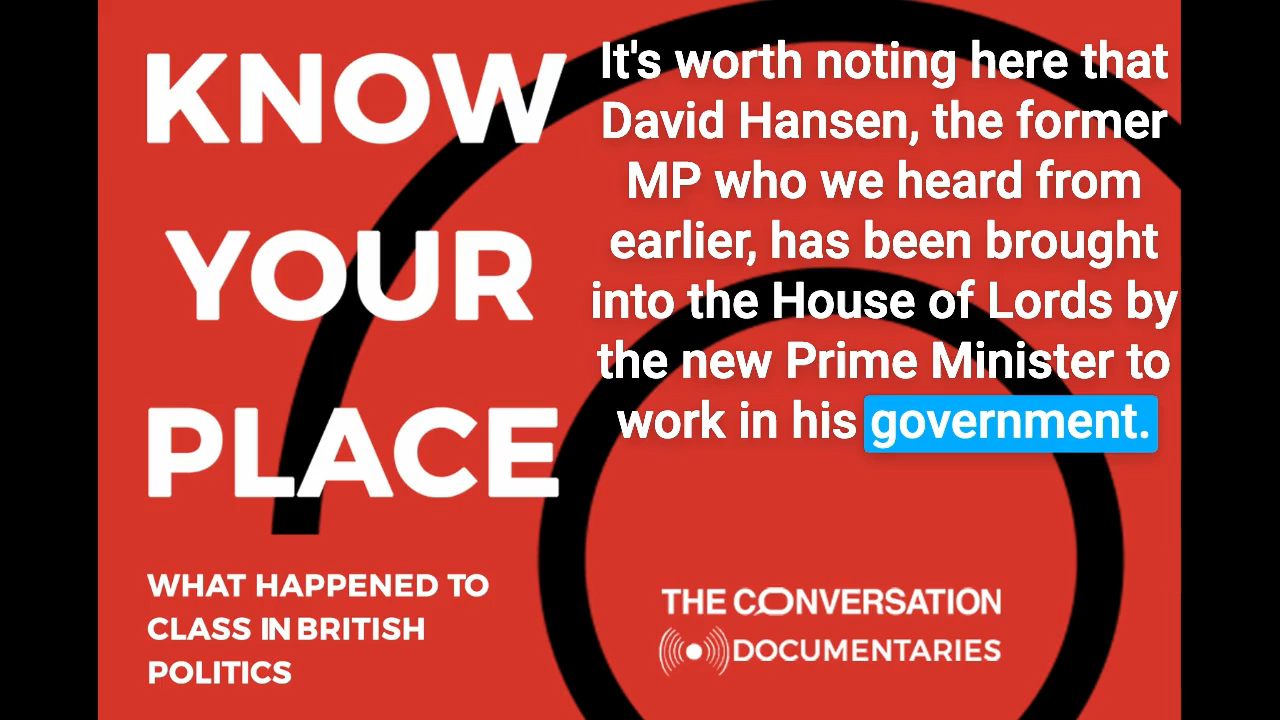 KNOW
YOUR
PLACE
WHAT HAPPENED TO
CLASS IN BRITISH
POLITICS
It's worth noting here that
David Hansen, the former
MP who we heard from
earlier, has been brought
into the House of Lords by
the new Prime Minister to
work in his government.
THE CONVERSATION
DOCUMENTARIES